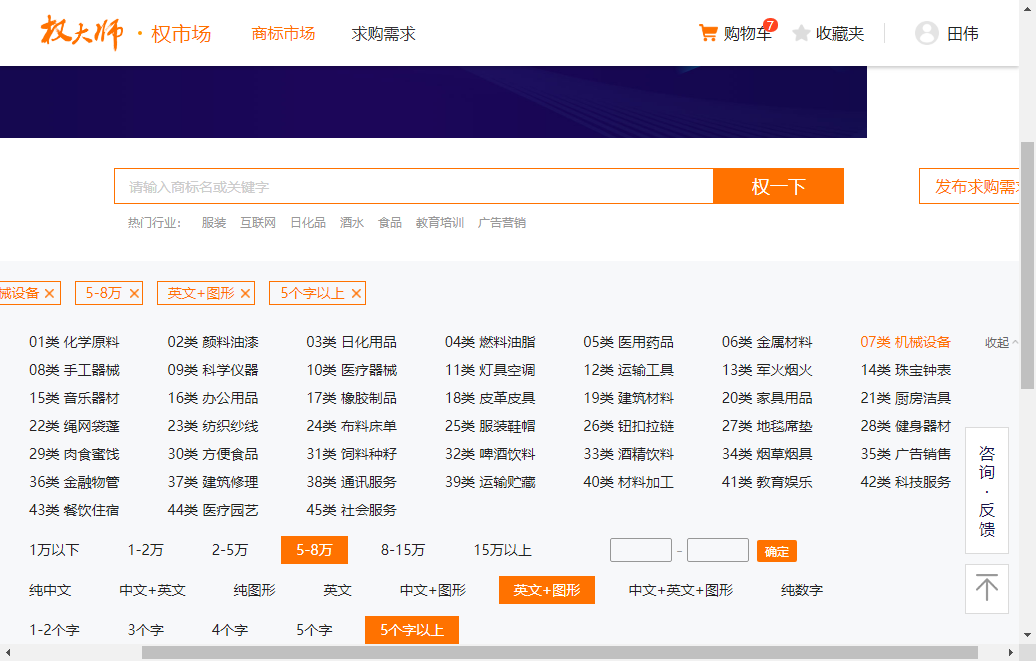 权大师 · 权市场 商标市场 求购需求 购物车 7 收藏夹 田伟
请输入商标名或关键字 权一下 发布求购需求
热门行业： 服装 互联网 日化品 酒水 食品 教育培训 广告营销
械设备 × 5-8万 × 英文+图形 × 5个字以上 ×
01类 化学原料 02类 颜料油漆 03类 日化用品 04类 燃料油脂 05类 医用药品 06类 金属材料 07类 机械设备 收起
08类 手工器械 09类 科学仪器 10类 医疗器械 11类 灯具空调 12类 运输工具 13类 军火烟火 14类 珠宝钟表
15类 音乐器材 16类 办公用品 17类 橡胶制品 18类 皮革皮具 19类 建筑材料 20类 家具用品 21类 厨房洁具
22类 绳网袋篷 23类 纺织纱线 24类 布料床单 25类 服装鞋帽 26类 钮扣拉链 27类 地毯席垫 28类 健身器材
29类 肉食蜜饯 30类 方便食品 31类 饲料种籽 32类 啤酒饮料 33类 酒精饮料 34类 烟草烟具 35类 广告销售
36类 金融物管 37类 建筑修理 38类 通讯服务 39类 运输贮藏 40类 材料加工 41类 教育娱乐 42类 科技服务
43类 餐饮住宿 44类 医疗园艺 45类 社会服务
1万以下 1-2万 2-5万 5-8万 8-15万 15万以上 - 确定
纯中文 中文+英文 纯图形 英文 中文+图形 英文+图形 中文+英文+图形 纯数字
1-2个字 3个字 4个字 5个字 5个字以上
咨
询
·
反
馈